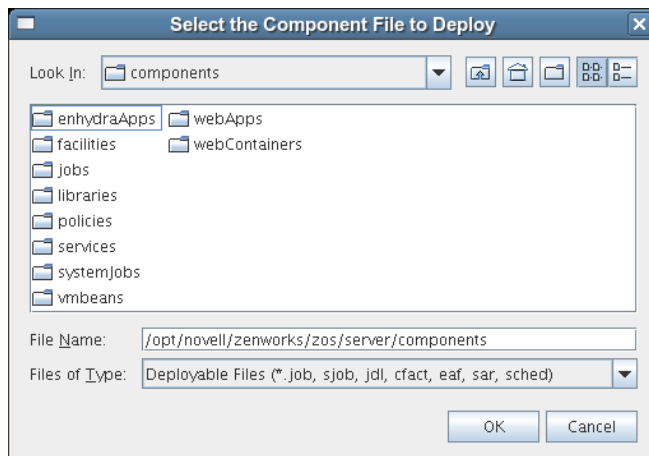 Select the Component File to Deploy
Look In: components
enhydraApps webApps
facilities webContainers
jobs
libraries
policies
services
systemJobs
vmbeans
File Name: /opt/novell/zenworks/zos/server/components
Files of Type: Deployable Files (*.job, sjob, jdl, cfact, eaf, sar, sched)
OK Cancel